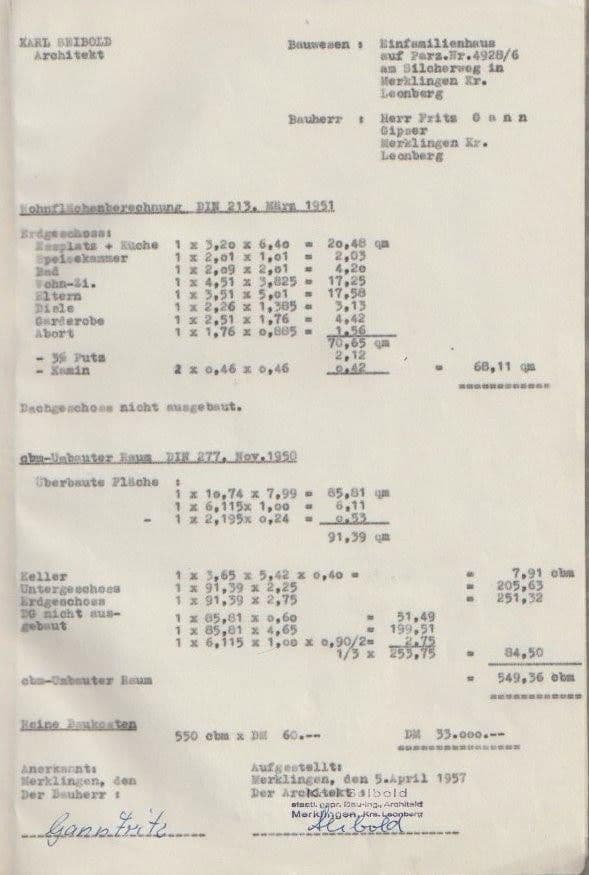 KARL SEIBOLD
Architekt
Bauwesen : Einfamilienhaus
auf Parz.Nr.4928/6
am Silcherweg in
Merklingen Kr.
Leonberg
Bauherr : Herr Fritz G a n n
Gipser
Merklingen Kr.
Leonberg
Wohnflächenberechnung DIN 213. März 1951
Erdgeschoss:
Essplatz + Küche 1 x 3,20 x 6,40 = 20,48 qm
Speisekammer 1 x 2,01 x 1,01 = 2,03
Bad 1 x 2,09 x 2,01 = 4,20
Wohn-Zi. 1 x 4,51 x 3,825 = 17,25
Eltern 1 x 3,51 x 5,01 = 17,58
Diele 1 x 2,26 x 1,385 = 3,13
Garderobe 1 x 2,51 x 1,76 = 4,42
Abort 1 x 1,76 x 0,885 = 1,56
70,65 qm
- 3% Putz 2,12
- Kamin 2 x 0,46 x 0,46 0,42 = 68,11 qm
============
Dachgeschoss nicht ausgebaut.
cbm-Umbauter Raum DIN 277. Nov.1950
Überbaute Fläche :
1 x 10,74 x 7,99 = 85,81 qm
1 x 6,115x 1,00 = 6,11
- 1 x 2,195x 0,24 = 0,53
91,39 qm
Keller 1 x 3,65 x 5,42 x 0,40 = = 7,91 cbm
Untergeschoss 1 x 91,39 x 2,25 = 205,63
Erdgeschoss 1 x 91,39 x 2,75 = 251,32
DG nicht aus-
gebaut 1 x 85,81 x 0,60 = 51,49
1 x 85,81 x 4,65 = 199,51
1 x 6,115 x 1,00 x 0,90/2= 2,75
1/3 x 253,75 = 84,50
cbm-Umbauter Raum = 549,36 cbm
============
Reine Baukosten
550 cbm x DM 60.-- DM 33.000.--
================
Anerkannt: Aufgestellt:
Merklingen, den Merklingen, den 5.April 1957
Der Bauherr : Der Architekt :
Karl Seibold
staatl. gepr. Bau-Ing., Architekt
Merklingen, Krs. Leonberg
Gann Fritz Seibold